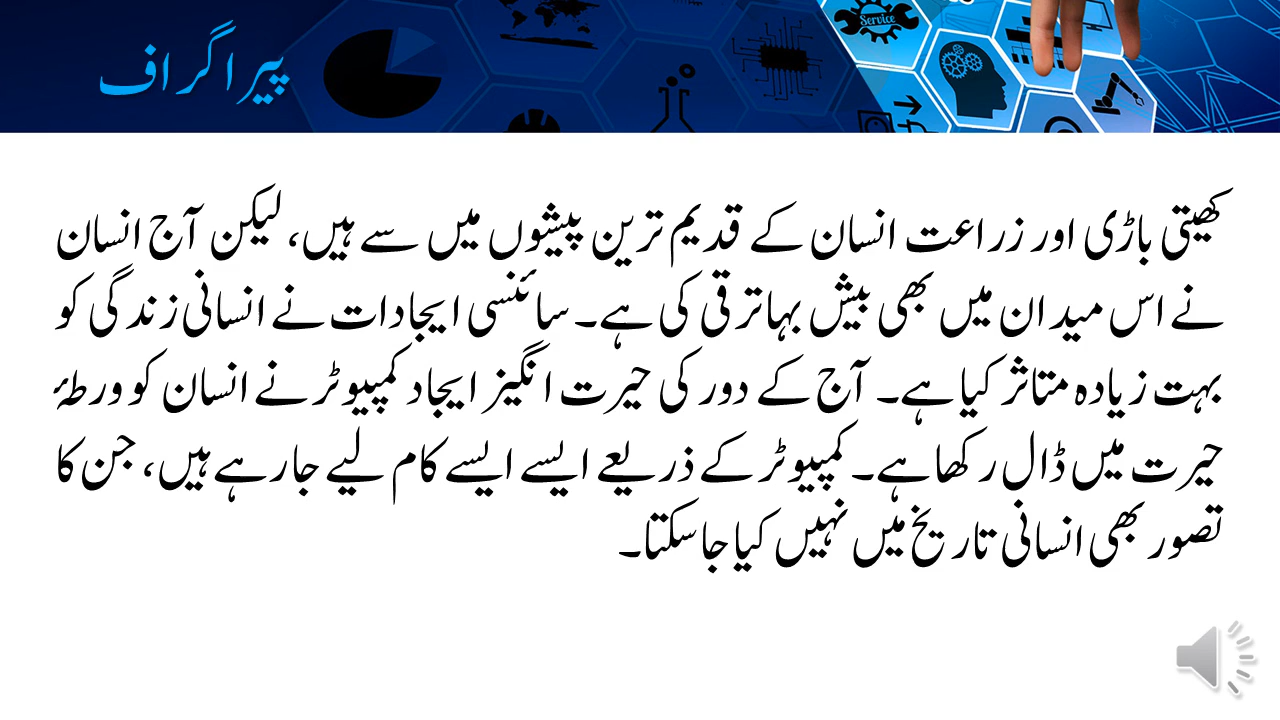 Service
پیراگراف
کھیتی باڑی اور زراعت انسان کے قدیم ترین پیشوں میں سے ہیں، لیکن آج انسان
نے اس میدان میں بھی بیش بہا ترقی کی ہے۔ سائنسی ایجادات نے انسانی زندگی کو
بہت زیادہ متاثر کیا ہے۔ آج کے دور کی حیرت انگیز ایجاد کمپیوٹر نے انسان کو ورطۂ
حیرت میں ڈال رکھا ہے۔ کمپیوٹر کے ذریعے ایسے ایسے کام لیے جا رہے ہیں، جن کا
تصور بھی انسانی تاریخ میں نہیں کیا جا سکتا۔